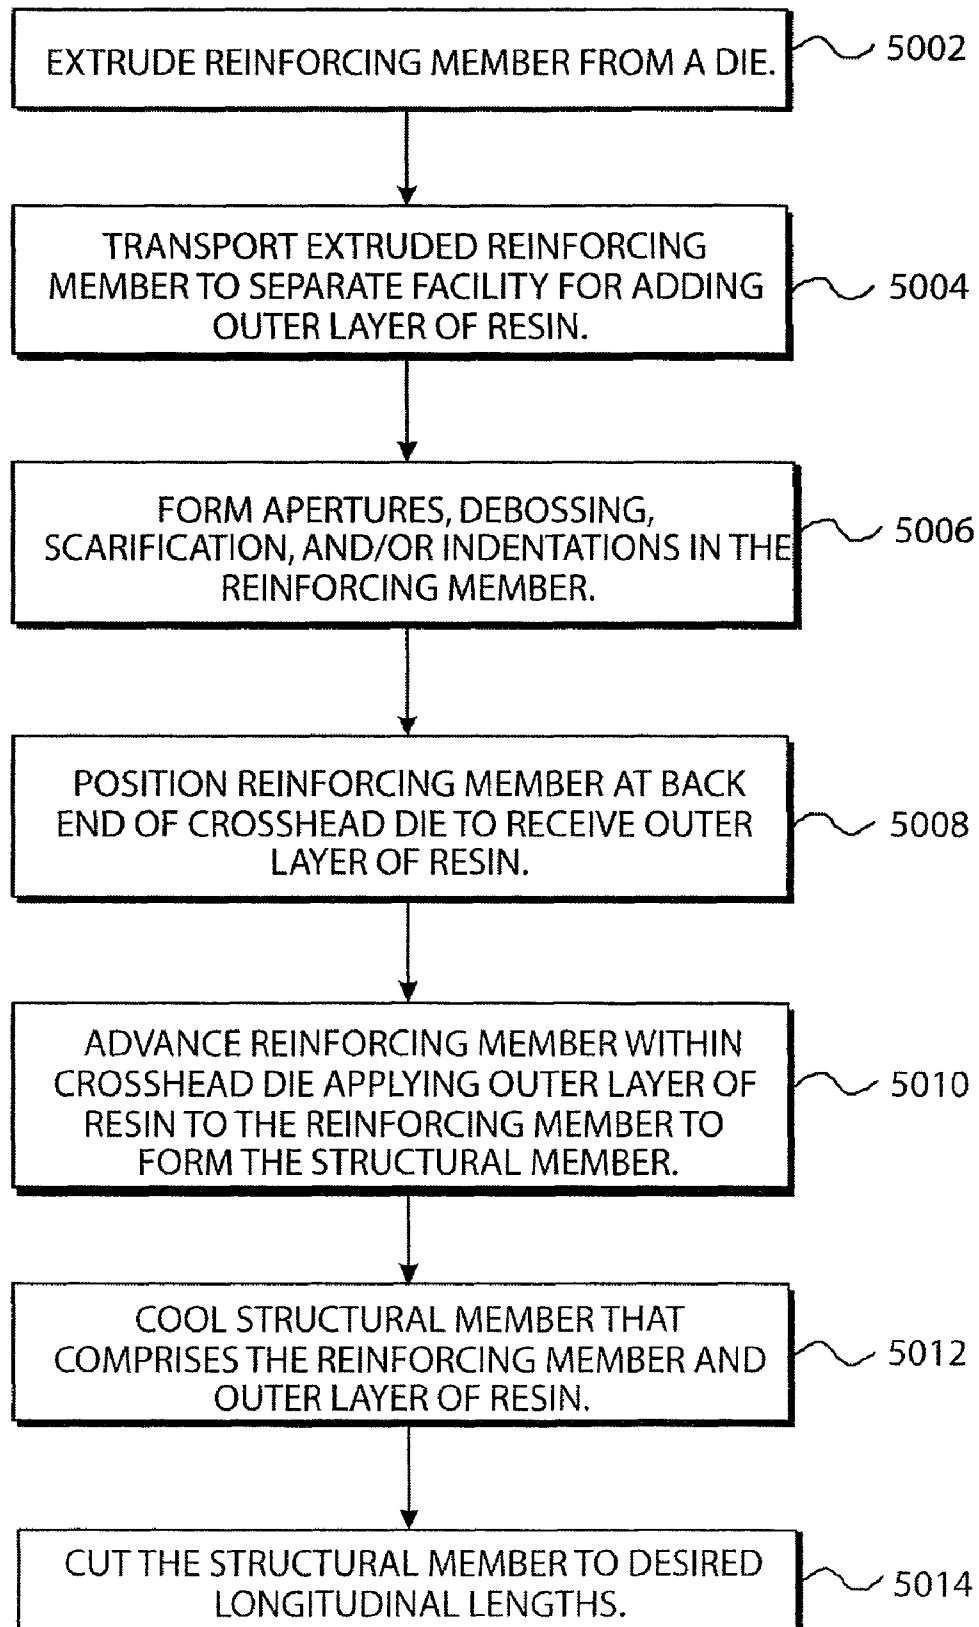 EXTRUDE REINFORCING MEMBER FROM A DIE.
5002
TRANSPORT EXTRUDED REINFORCING
MEMBER TO SEPARATE FACILITY FOR ADDING
OUTER LAYER OF RESIN.
5004
FORM APERTURES, DEBOSSING,
SCARIFICATION, AND/OR INDENTATIONS IN THE
REINFORCING MEMBER.
5006
POSITION REINFORCING MEMBER AT BACK
END OF CROSSHEAD DIE TO RECEIVE OUTER
LAYER OF RESIN.
5008
ADVANCE REINFORCING MEMBER WITHIN
CROSSHEAD DIE APPLYING OUTER LAYER OF
RESIN TO THE REINFORCING MEMBER TO
FORM THE STRUCTURAL MEMBER.
5010
COOL STRUCTURAL MEMBER THAT
COMPRISES THE REINFORCING MEMBER AND
OUTER LAYER OF RESIN.
5012
CUT THE STRUCTURAL MEMBER TO DESIRED
LONGITUDINAL LENGTHS.
5014